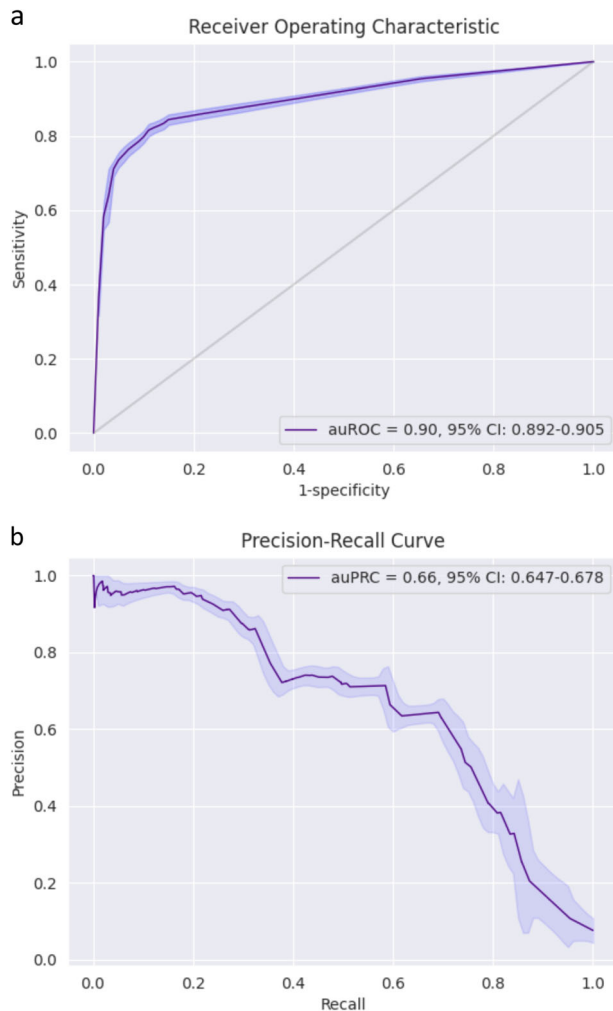 a
Receiver Operating Characteristic
1.0
0.8
0.6
0.4
0.2
0.0
Sensitivity
auROC = 0.90, 95% CI: 0.892-0.905
0.0 0.2 0.4 0.6 0.8 1.0
1-specificity
b
Precision-Recall Curve
auPRC = 0.66, 95% CI: 0.647-0.678
1.0
0.8
0.6
0.4
0.2
0.0
Precision
0.0 0.2 0.4 0.6 0.8 1.0
Recall